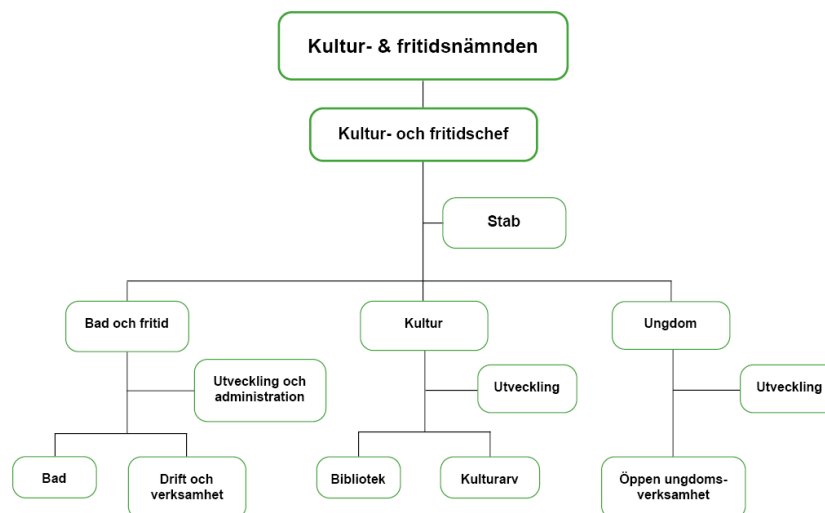 Kultur- & fritidsnämnden
Kultur- och fritidschef
Stab
Bad och fritid
Kultur
Ungdom
Utveckling och
administration
Utveckling
Utveckling
Bad
Drift och
verksamhet
Bibliotek
Kulturarv
Öppen ungdoms-
verksamhet